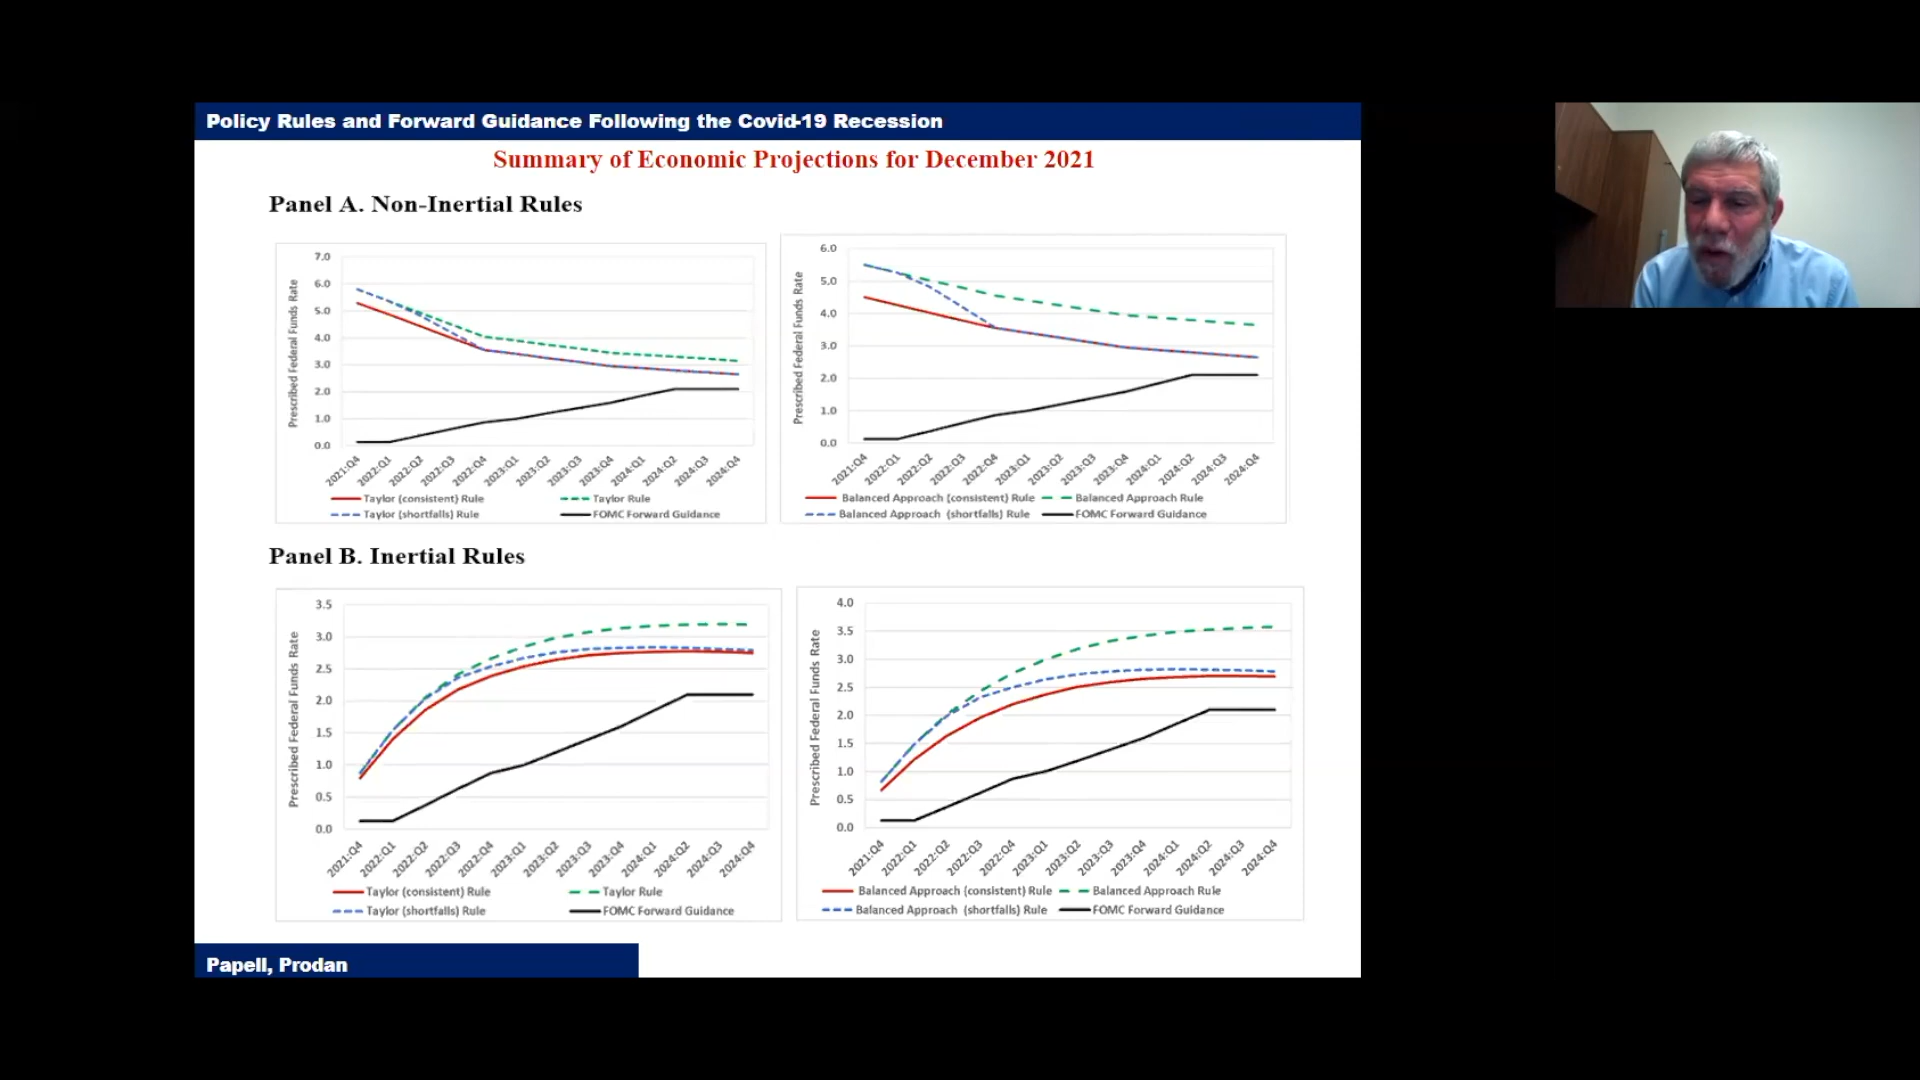 Policy Rules and Forward Guidance Following the Covid-19 Recession
Summary of Economic Projections for December 2021
Panel A. Non-Inertial Rules
Prescribed Federal Funds Rate
7.0
6.0
5.0
4.0
3.0
2.0
1.0
0.0
2021:Q4 2022:Q1 2022:Q2 2022:Q3 2022:Q4 2023:Q1 2023:Q2 2023:Q3 2023:Q4 2024:Q1 2024:Q2 2024:Q3 2024:Q4
Taylor (consistent) Rule Taylor Rule
Taylor (shortfalls) Rule FOMC Forward Guidance
Prescribed Federal Funds Rate
6.0
5.0
4.0
3.0
2.0
1.0
0.0
2021:Q4 2022:Q1 2022:Q2 2022:Q3 2022:Q4 2023:Q1 2023:Q2 2023:Q3 2023:Q4 2024:Q1 2024:Q2 2024:Q3 2024:Q4
Balanced Approach (consistent) Rule Balanced Approach Rule
Balanced Approach (shortfalls) Rule FOMC Forward Guidance
Panel B. Inertial Rules
Prescribed Federal Funds Rate
3.5
3.0
2.5
2.0
1.5
1.0
0.5
0.0
2021:Q4 2022:Q1 2022:Q2 2022:Q3 2022:Q4 2023:Q1 2023:Q2 2023:Q3 2023:Q4 2024:Q1 2024:Q2 2024:Q3 2024:Q4
Taylor (consistent) Rule Taylor Rule
Taylor (shortfalls) Rule FOMC Forward Guidance
Prescribed Federal Funds Rate
4.0
3.5
3.0
2.5
2.0
1.5
1.0
0.5
0.0
2021:Q4 2022:Q1 2022:Q2 2022:Q3 2022:Q4 2023:Q1 2023:Q2 2023:Q3 2023:Q4 2024:Q1 2024:Q2 2024:Q3 2024:Q4
Balanced Approach (consistent) Rule Balanced Approach Rule
Balanced Approach (shortfalls) Rule FOMC Forward Guidance
Papell, Prodan